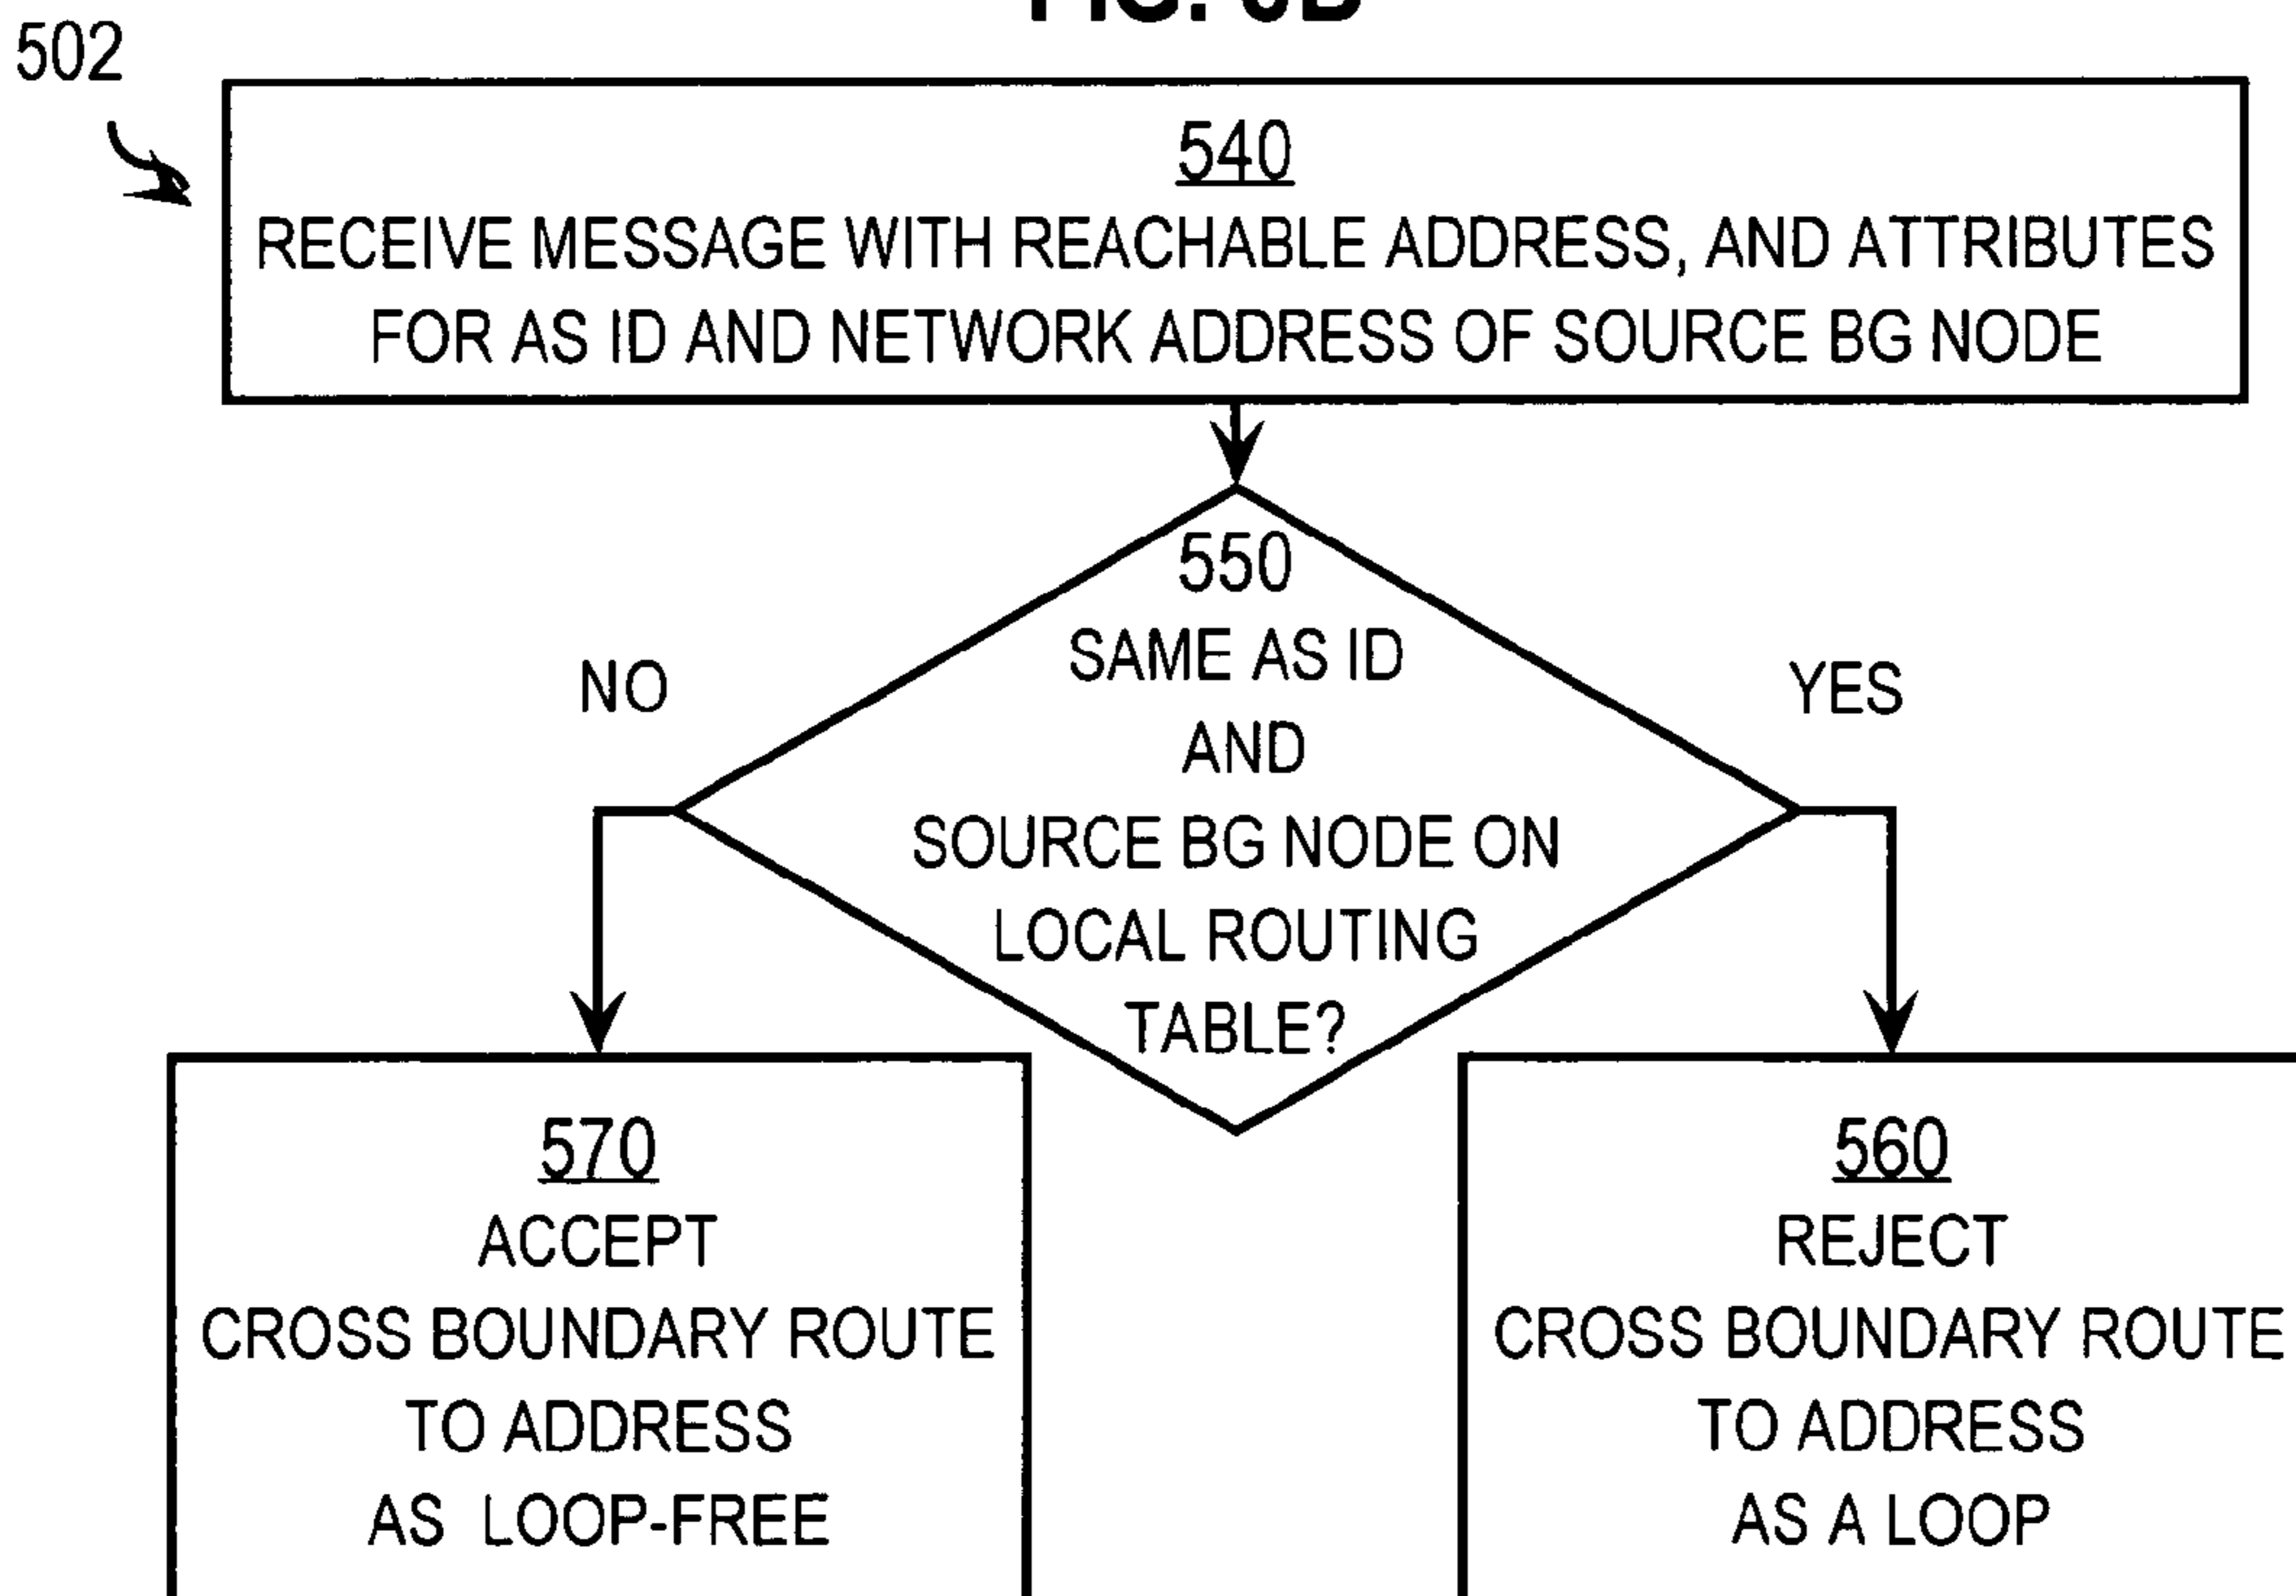 502
540
RECEIVE MESSAGE WITH REACHABLE ADDRESS, AND ATTRIBUTES
FOR AS ID AND NETWORK ADDRESS OF SOURCE BG NODE
550
SAME AS ID
AND
SOURCE BG NODE ON
LOCAL ROUTING
TABLE?
NO
YES
570
ACCEPT
CROSS BOUNDARY ROUTE
TO ADDRESS
AS LOOP-FREE
560
REJECT
CROSS BOUNDARY ROUTE
TO ADDRESS
AS A LOOP